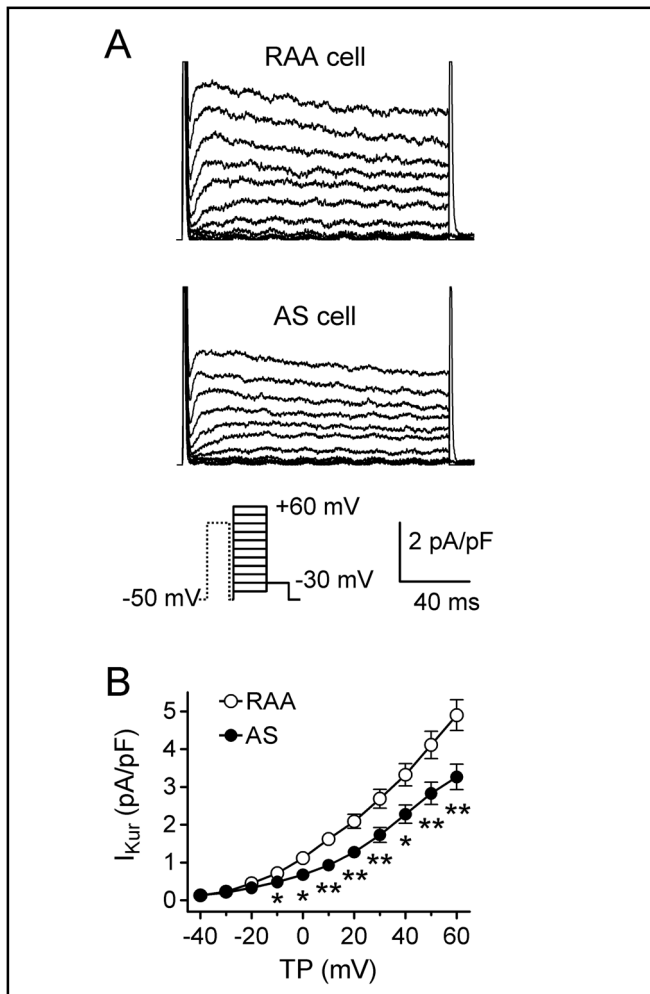 A
RAA cell
AS cell
+60 mV
-50 mV
-30 mV
2 pA/pF
40 ms
B
RAA
AS
I_Kur (pA/pF)
5
4
3
2
1
0
* * ** ** ** * ** **
-40 -20 0 20 40 60
TP (mV)